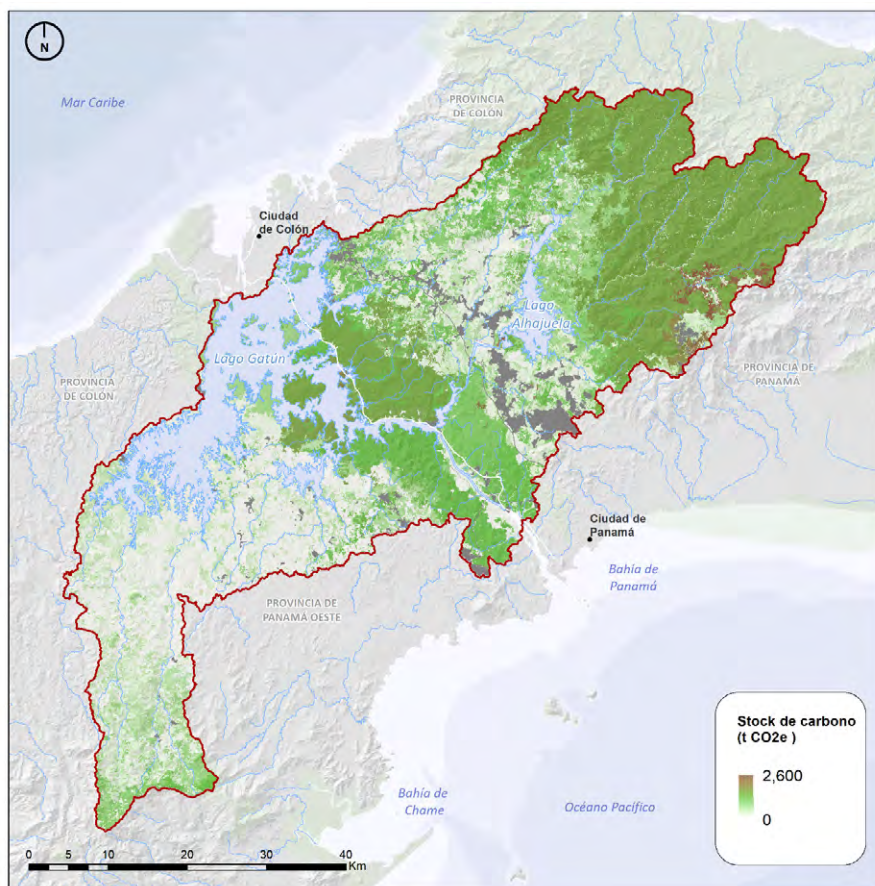 N
Mar Caribe
PROVINCIA
DE COLÓN
Ciudad
de Colón
Lago
Alhajuela
Lago Gatún
PROVINCIA
DE COLÓN
PROVINCIA
DE PANAMÁ
Ciudad de
Panamá
Bahía de
Panamá
PROVINCIA DE
PANAMÁ OESTE
Stock de carbono
(t CO2e )
2,600
0
Bahía de
Chame
Océano Pacífico
0 5 10 20 30 40
Km